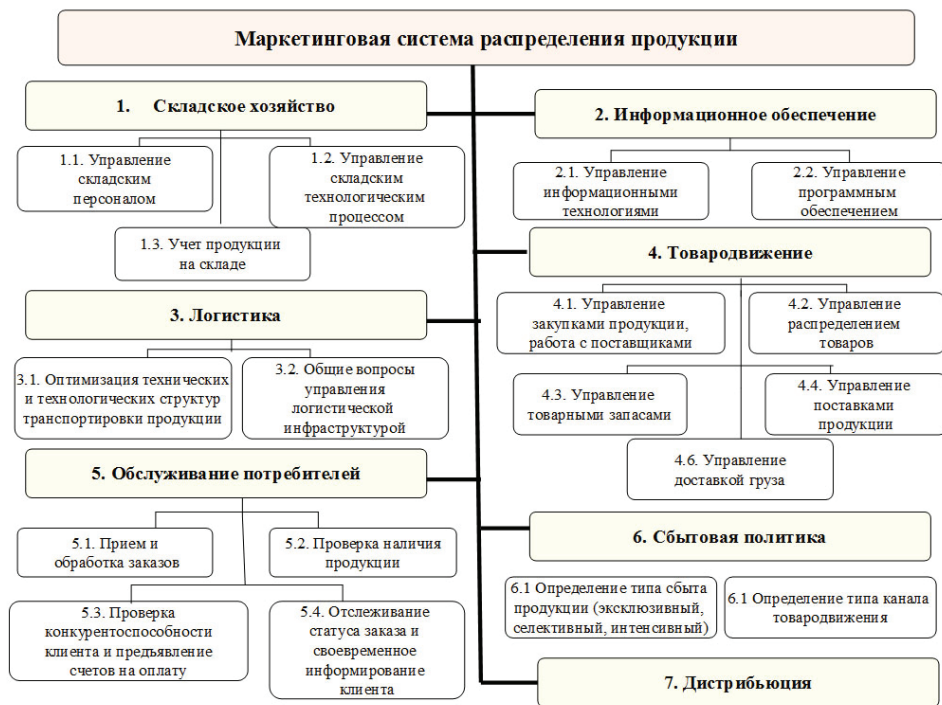 Маркетинговая система распределения продукции
1. Складское хозяйство
2. Информационное обеспечение
1.1. Управление
складским
персоналом
1.2. Управление
складским
технологическим
процессом
2.1. Управление
информационными
технологиями
2.2. Управление
программным
обеспечением
1.3. Учет продукции
на складе
4. Товародвижение
3. Логистика
4.1. Управление
закупками продукции,
работа с поставщиками
4.2. Управление
распределением
товаров
3.1. Оптимизация технических
и технологических структур
транспортировки продукции
3.2. Общие вопросы
управления
логистической
инфраструктурой
4.3. Управление
товарными запасами
4.4. Управление
поставками
продукции
5. Обслуживание потребителей
4.6. Управление
доставкой груза
5.1. Прием и
обработка заказов
5.2. Проверка наличия
продукции
6. Сбытовая политика
5.3. Проверка
конкурентоспособности
клиента и предъявление
счетов на оплату
5.4. Отслеживание
статуса заказа и
своевременное
информирование
клиента
6.1 Определение типа сбыта
продукции (эксклюзивный,
селективный, интенсивный)
6.1 Определение типа канала
товародвижения
7. Дистрибьюция